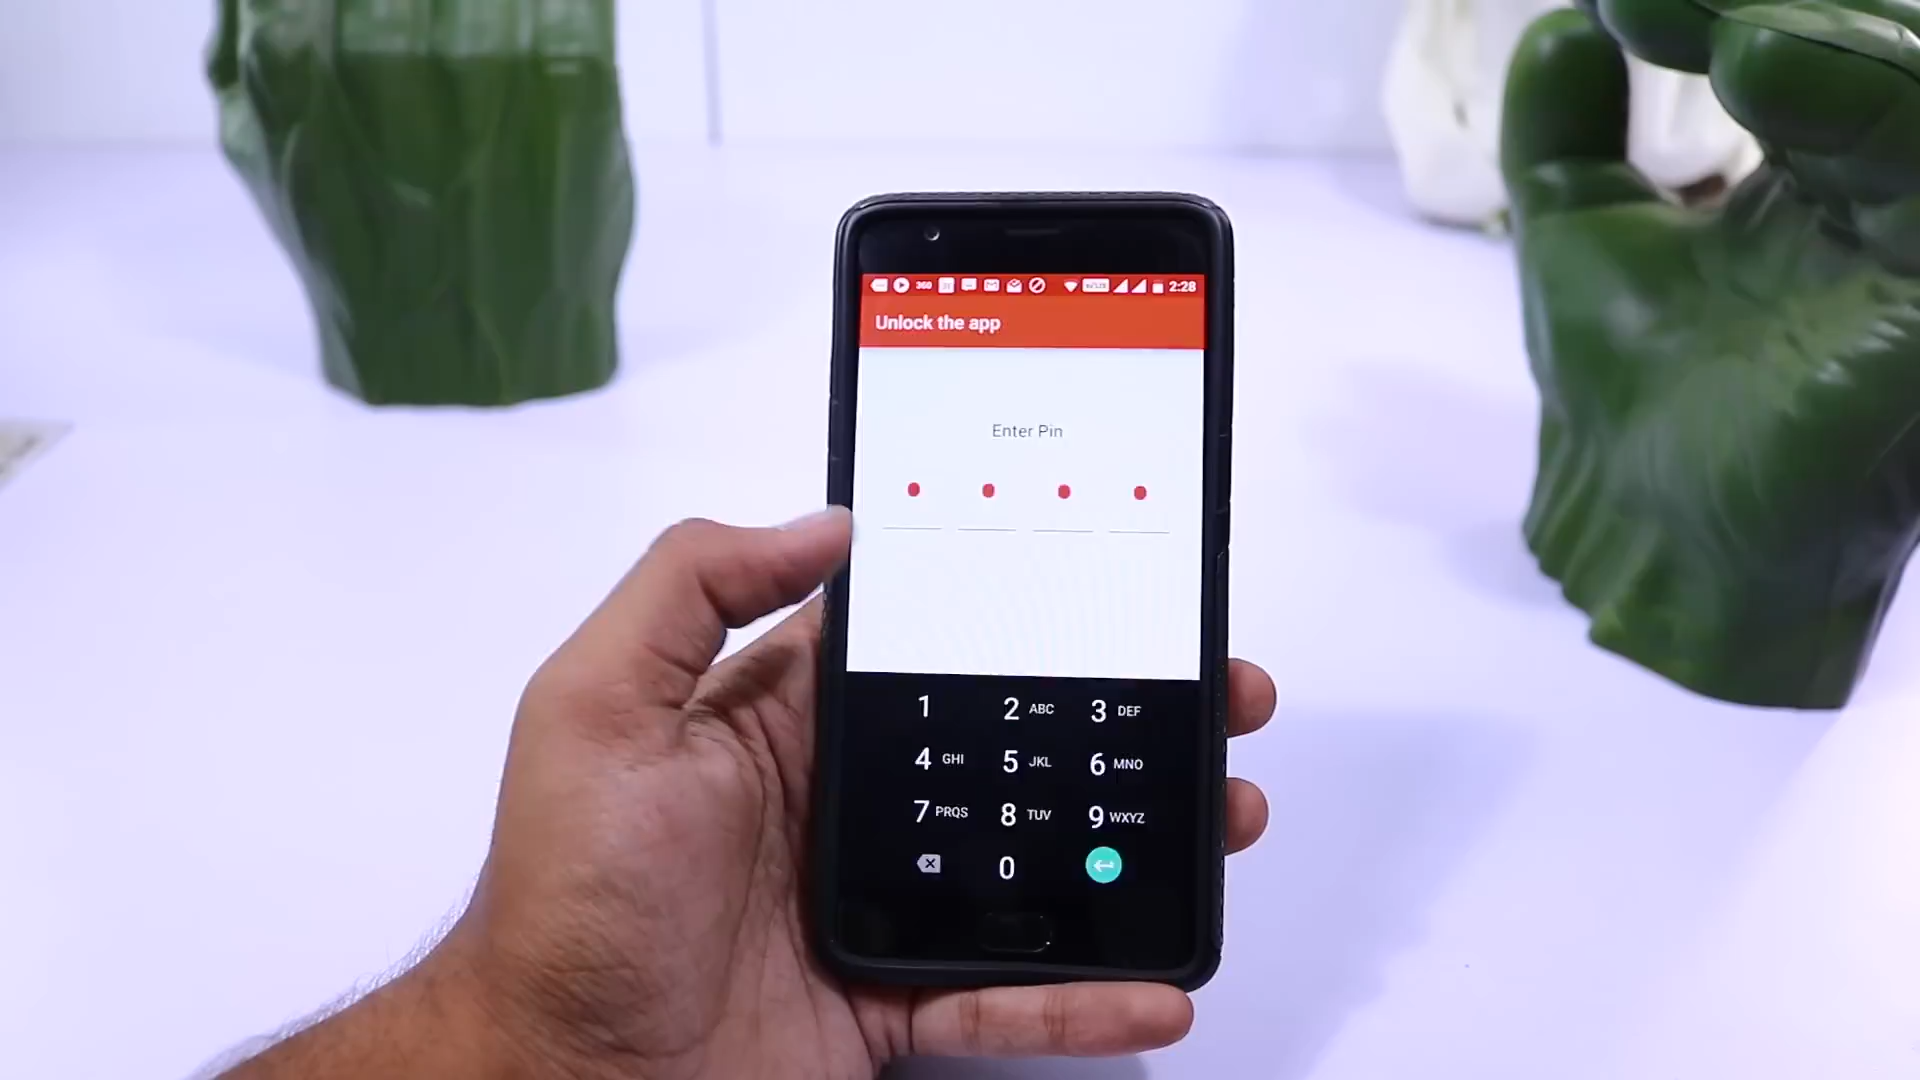 360 2:28
Unlock the app
Enter Pin
1 2 ABC 3 DEF
4 GHI 5 JKL 6 MNO
7 PRQS 8 TUV 9 WXYZ
0